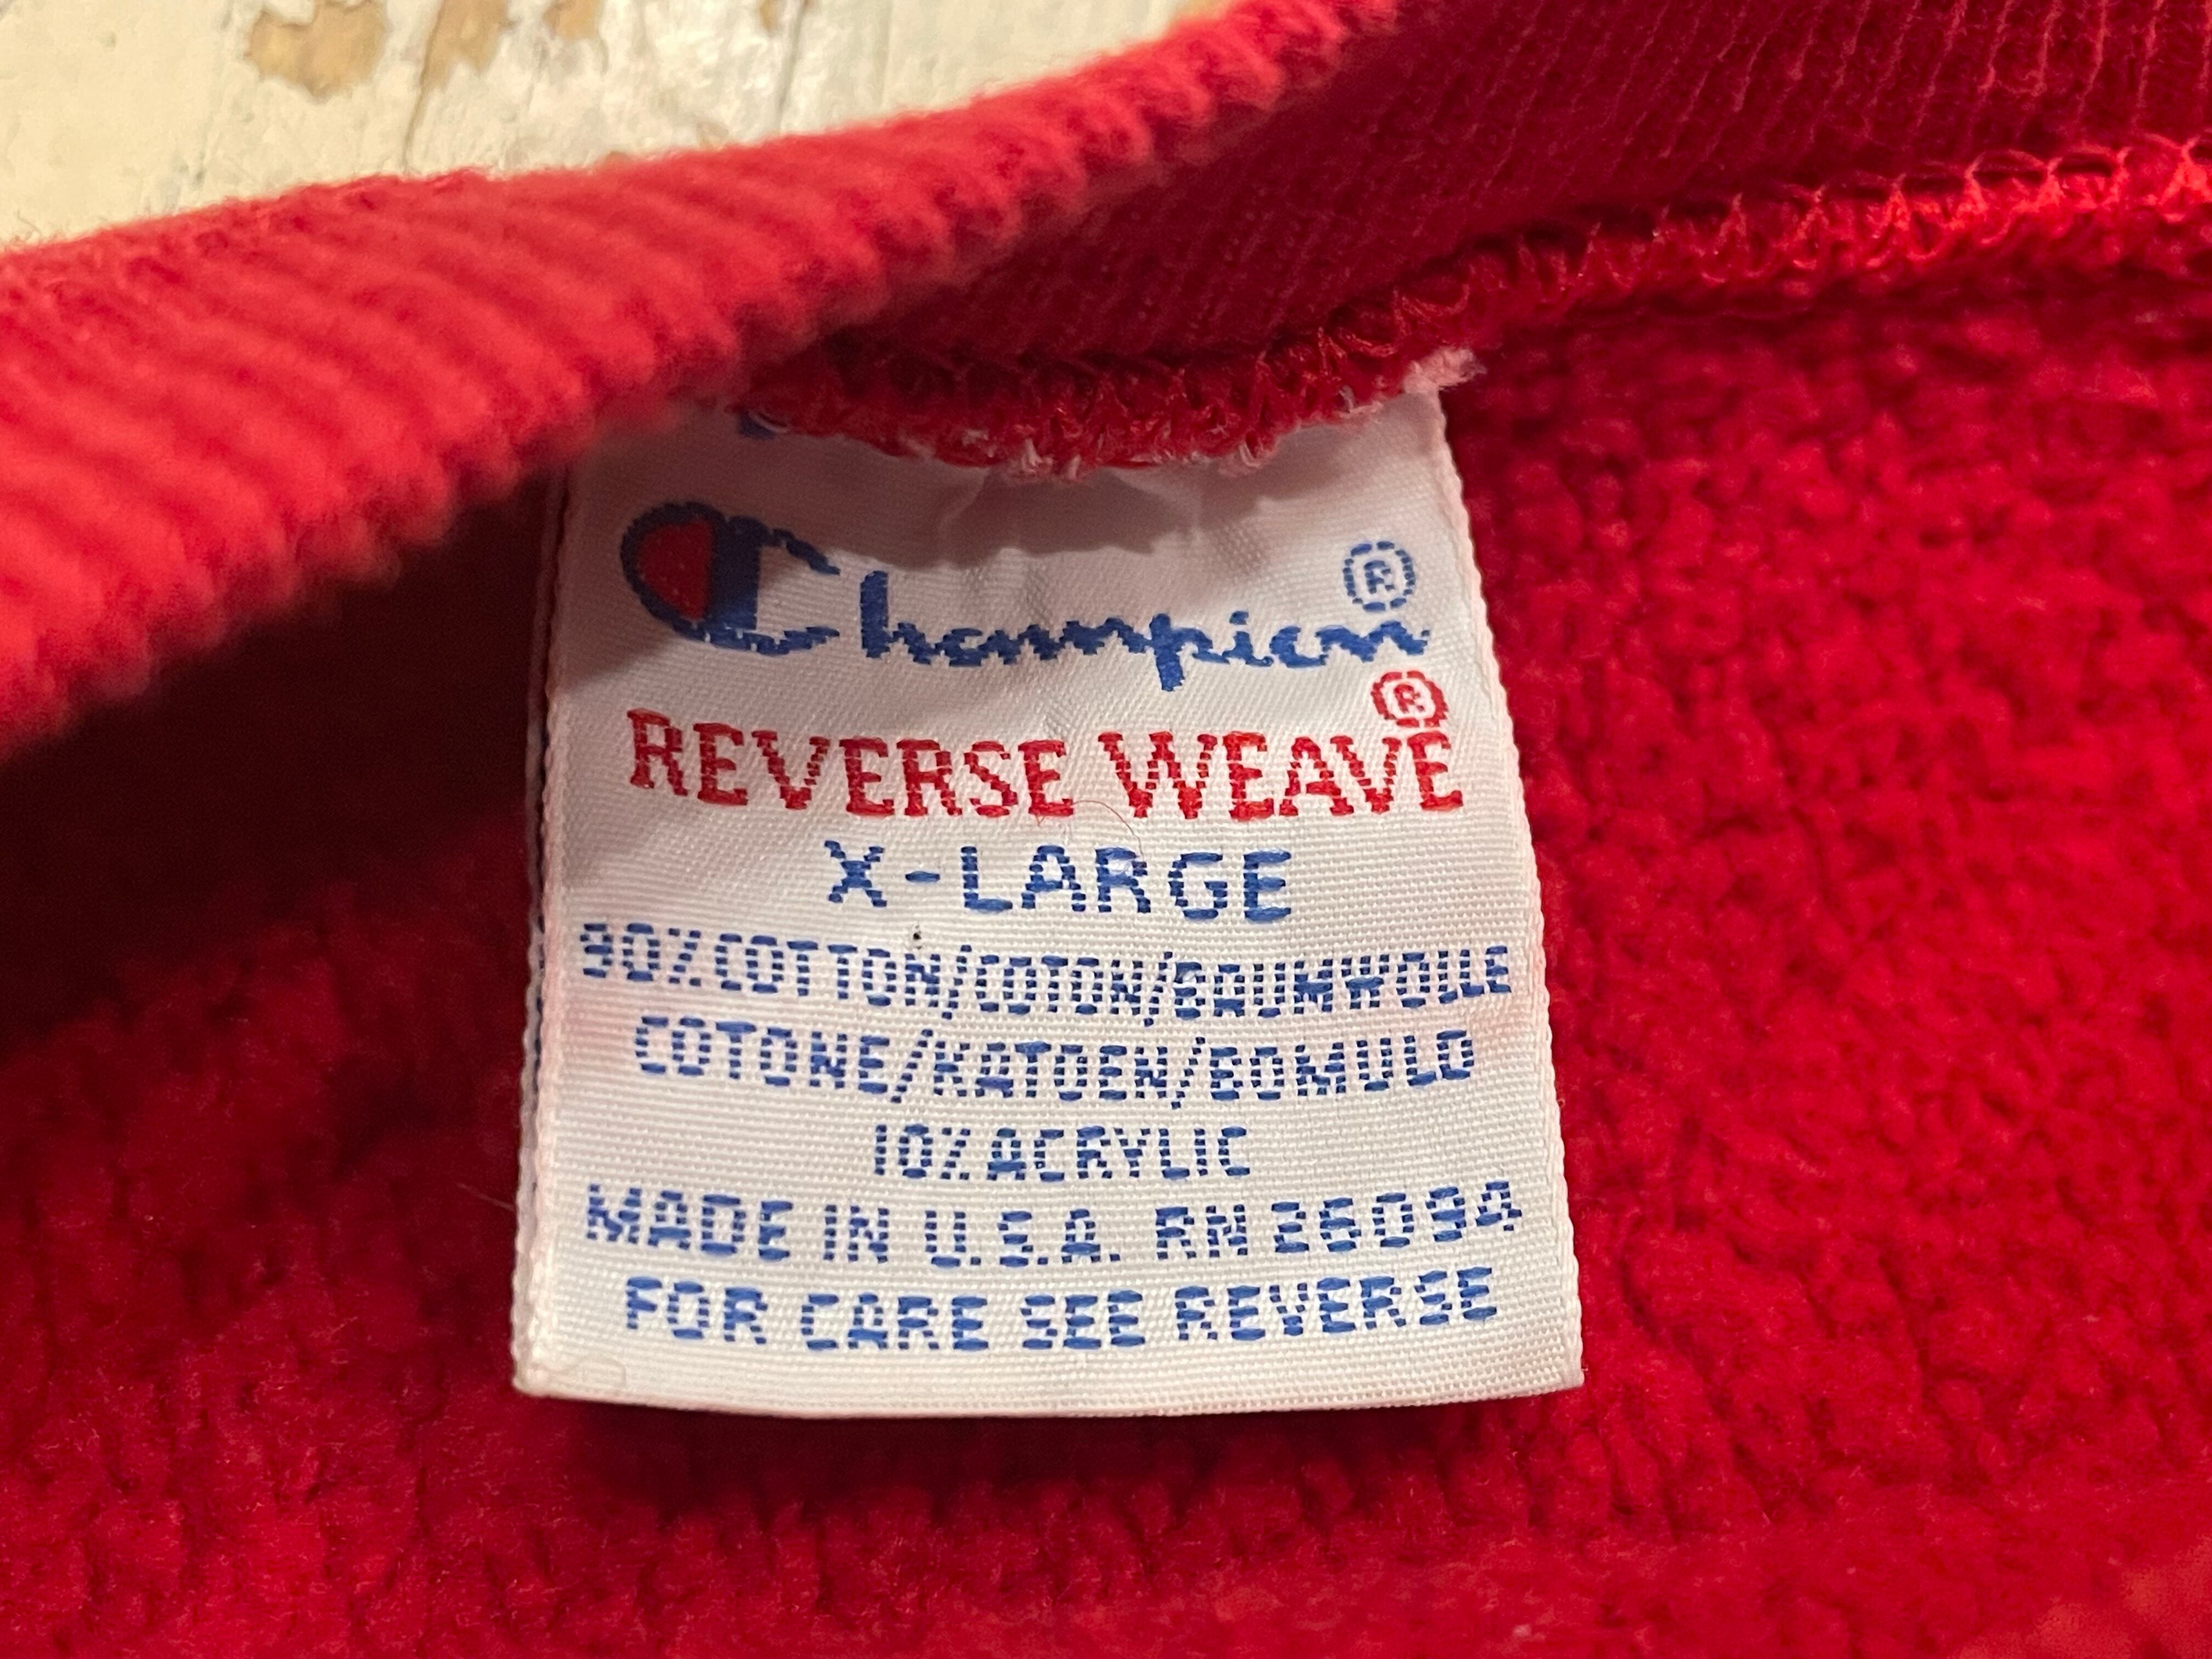 Champion®
REVERSE WEAVE®
X-LARGE
90% COTTON/COTON/BAUMWOLLE
COTONE/KATOEN/BOMULD
10% ACRYLIC
MADE IN U.S.A. RN 26094
FOR CARE SEE REVERSE